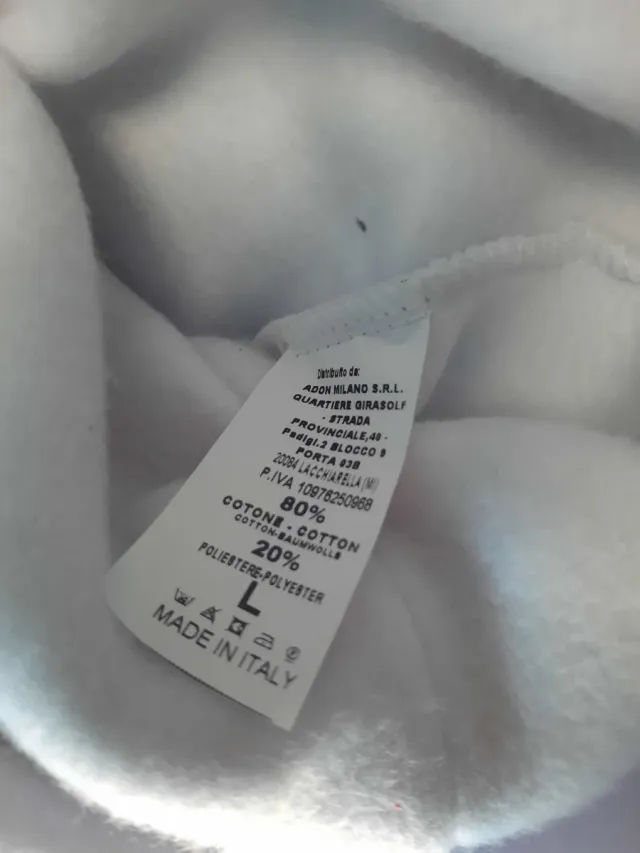 Distribuito da:
ADON MILANO S.R.L.
QUARTIERE GIRASOLE
- STRADA
PROVINCIALE,40 -
Padigl.2 BLOCCO 9
PORTA 03B
20084 LACCHIARELLA (MI)
P.IVA 10976250968
80%
COTONE - COTTON
COTTON-BAUMWOLLE
20%
POLIESTERE-POLYESTER
L
MADE IN ITALY